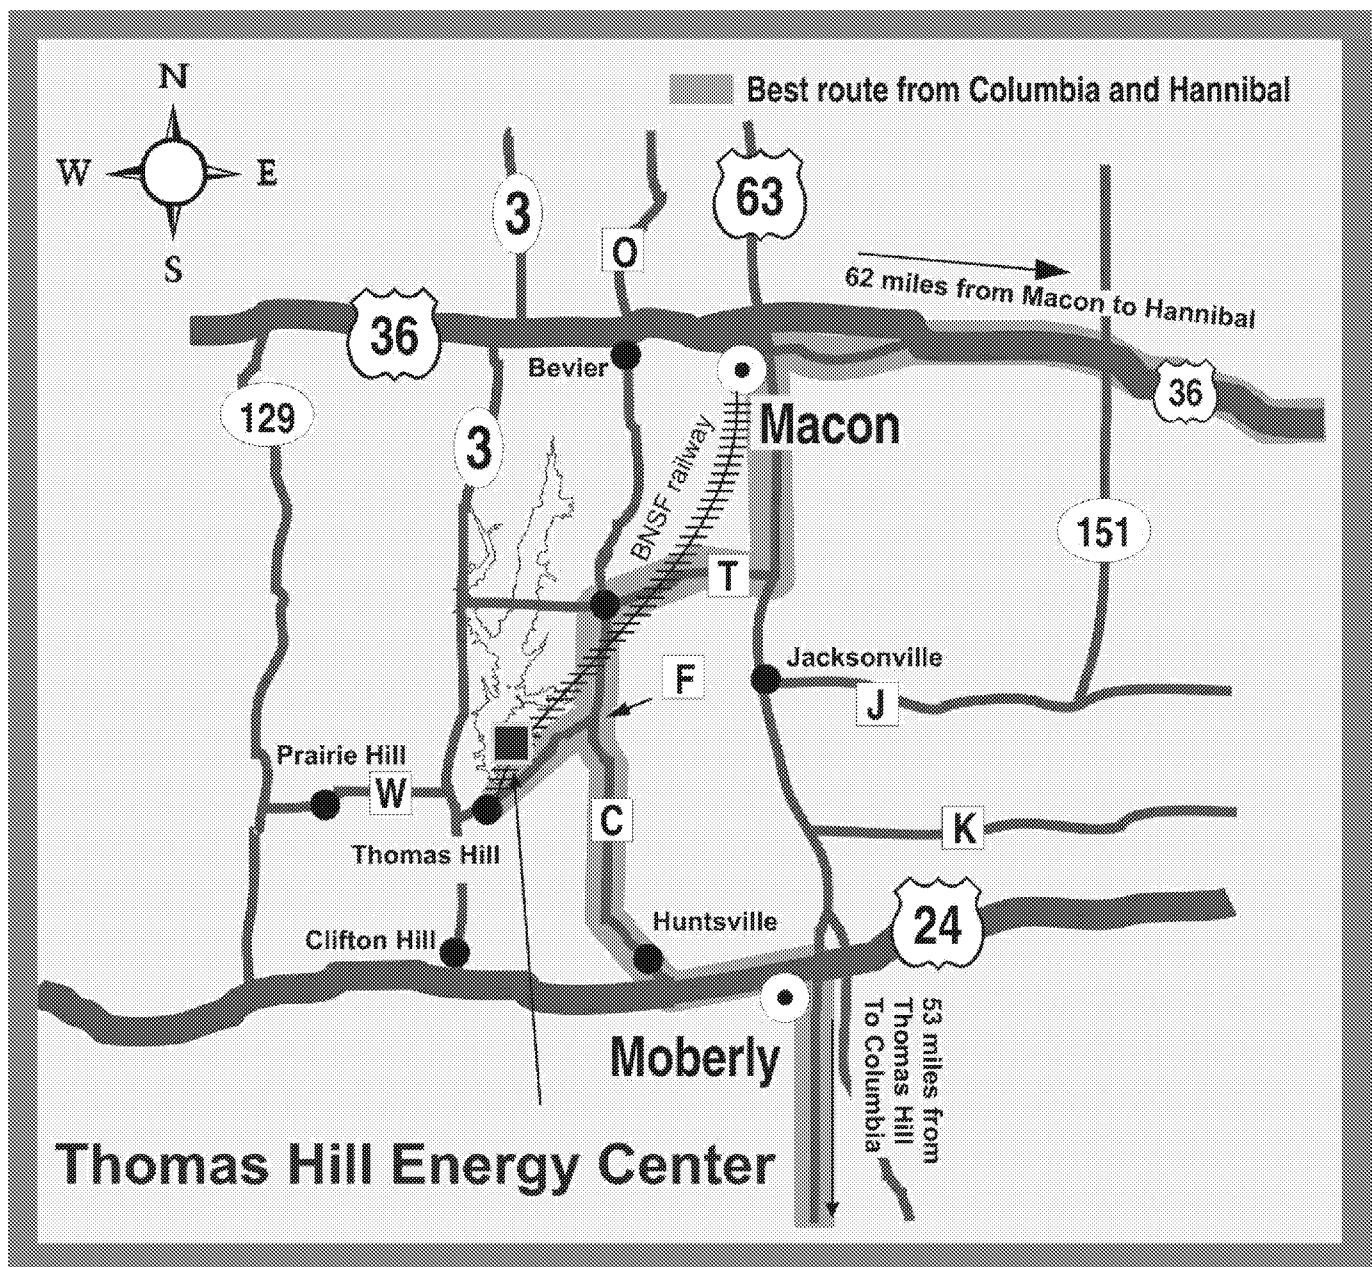 N
W E
S
Best route from Columbia and Hannibal
3
O
63
62 miles from Macon to Hannibal
36
Bevier
36
129
3
Macon
BNSF railway
151
T
Jacksonville
F
J
Prairie Hill
W
C
K
Thomas Hill
Huntsville
24
Clifton Hill
53 miles from
Thomas Hill
To Columbia
Moberly
Thomas Hill Energy Center